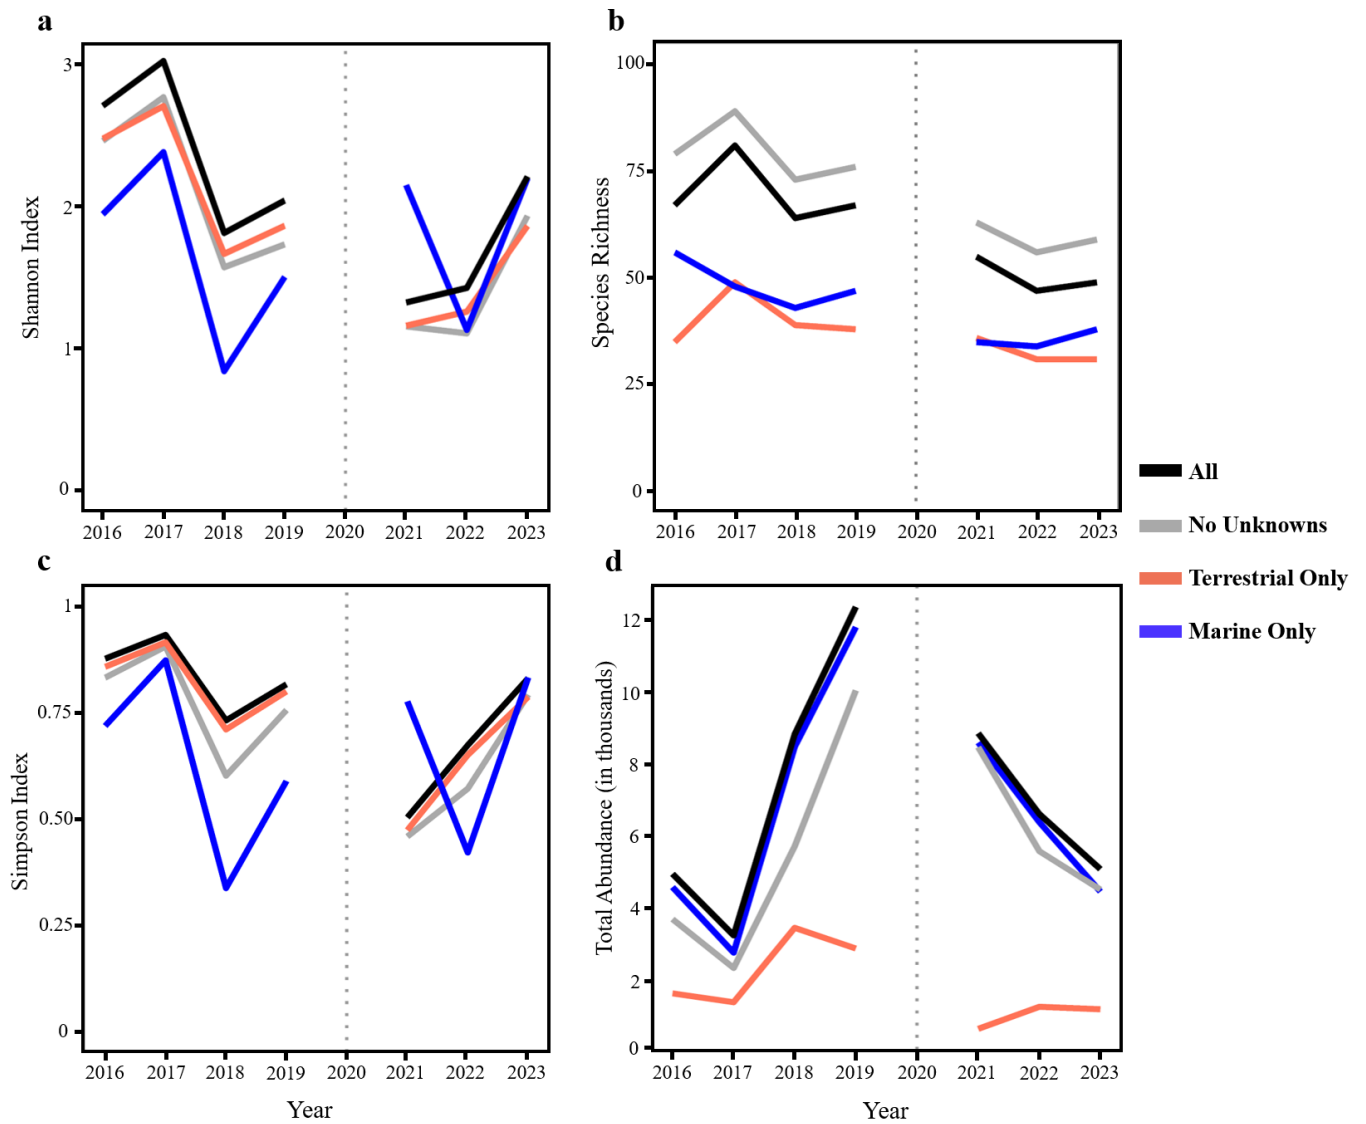 a
Shannon Index
3
2
1
0
2016 2017 2018 2019 2020 2021 2022 2023
b
Species Richness
100
75
50
25
0
2016 2017 2018 2019 2020 2021 2022 2023
c
Simpson Index
1
0.75
0.50
0.25
0
2016 2017 2018 2019 2020 2021 2022 2023
Year
d
Total Abundance (in thousands)
12
10
8
6
4
2
0
2016 2017 2018 2019 2020 2021 2022 2023
Year
All
No Unknowns
Terrestrial Only
Marine Only